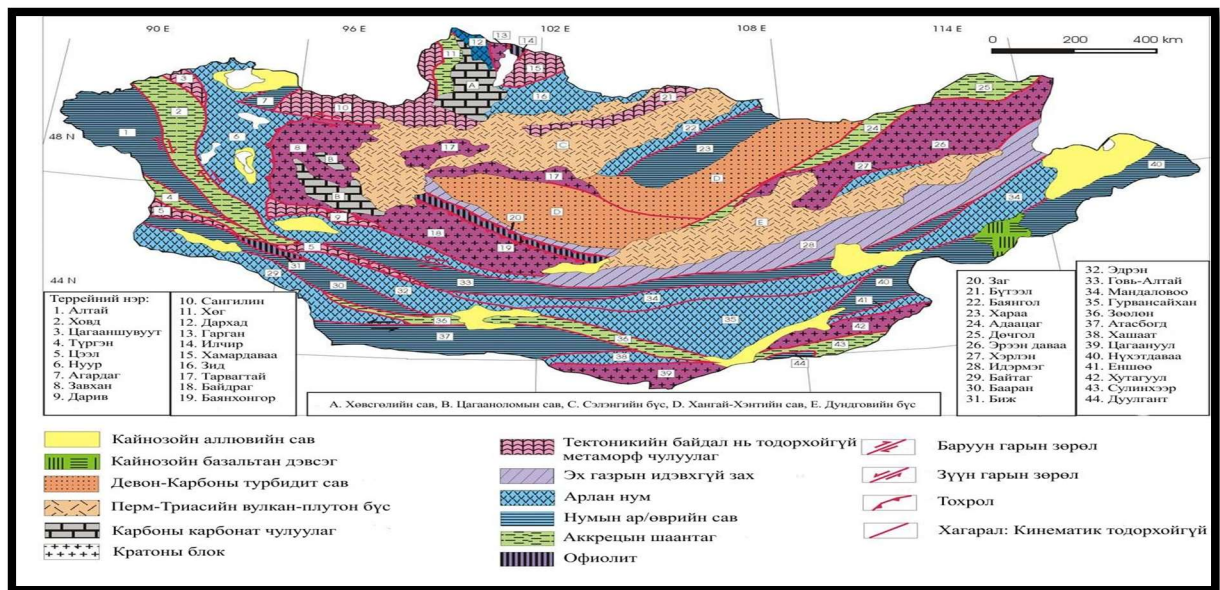 90 E 96 E 102 E 108 E 114 E
0 200 400 km
48 N
44 N
Террейний нэр:
1. Алтай
2. Ховд
3. Цагааншувуут
4. Түргэн
5. Цээл
6. Нуур
7. Агардаг
8. Завхан
9. Дарив
10. Сангилин
11. Хөг
12. Дархад
13. Гарган
14. Илчир
15. Хамардаваа
16. Зид
17. Тарвагтай
18. Байдраг
19. Баянхонгор
20. Заг
21. Бүтээл
22. Баянгол
23. Хараа
24. Адаацаг
25. Дөчгол
26. Эрээн даваа
27. Хэрлэн
28. Идэрмэг
29. Байтаг
30. Бааран
31. Биж
32. Эдрэн
33. Говь-Алтай
34. Мандаловоо
35. Гурвансайхан
36. Зөөлөн
37. Атасбогд
38. Хашаат
39. Цагаануул
40. Нүхэтдаваа
41. Еншөө
42. Хутагуул
43. Сулинхээр
44. Дуулгант
А. Хөвсгөлийн сав, В. Цагааноломын сав, С. Сэлэнгийн бүс, D. Хангай-Хэнтийн сав, Е. Дундговийн бүс
Кайнозойн аллювийн сав
Кайнозойн базальтан дэвсэг
Девон-Карбоны турбидит сав
Перм-Триасийн вулкан-плутон бүс
Карбоны карбонат чулуулаг
Кратоны блок
Тектоникийн байдал нь тодорхойгүй
метаморф чулуулаг
Эх газрын идэвхгүй зах
Арлан нум
Нумын ар/өврийн сав
Аккрецын шаантаг
Офиолит
Баруун гарын зөрөл
Зүүн гарын зөрөл
Тохрол
Хагарал: Кинематик тодорхойгүй